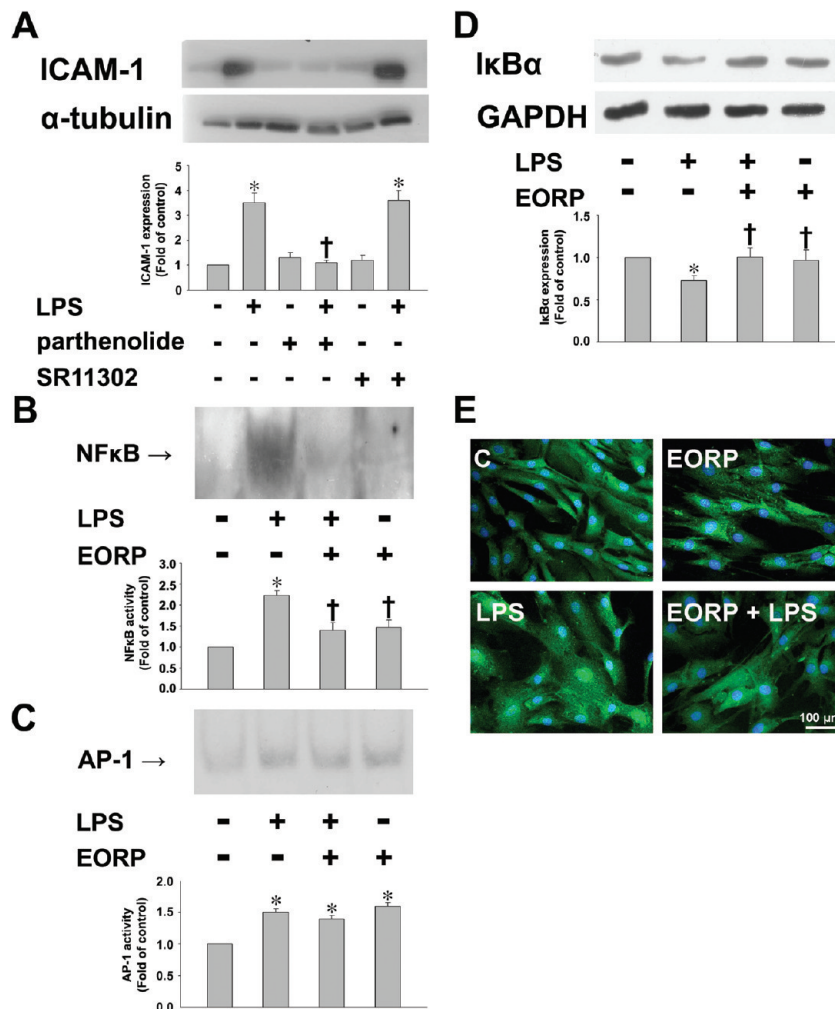 A
ICAM-1
α-tubulin
ICAM-1 expression
(Fold of control)
5
4
3
2
1
0
* † *
LPS - + - + - +
parthenolide - - + + - -
SR11302 - - - - + +
B
NFκB →
LPS - + + -
EORP - - + +
NFκB activity
(Fold of control)
3.0
2.5
2.0
1.5
1.0
0.5
0.0
* † †
C
AP-1 →
LPS - + + -
EORP - - + +
AP-1 activity
(Fold of control)
2.0
1.5
1.0
0.5
0.0
* * *
D
IκBα
GAPDH
LPS - + + -
EORP - - + +
IκBα expression
(Fold of control)
1.5
1.0
0.5
0.0
* † †
E
C
EORP
LPS
EORP + LPS
100 μm